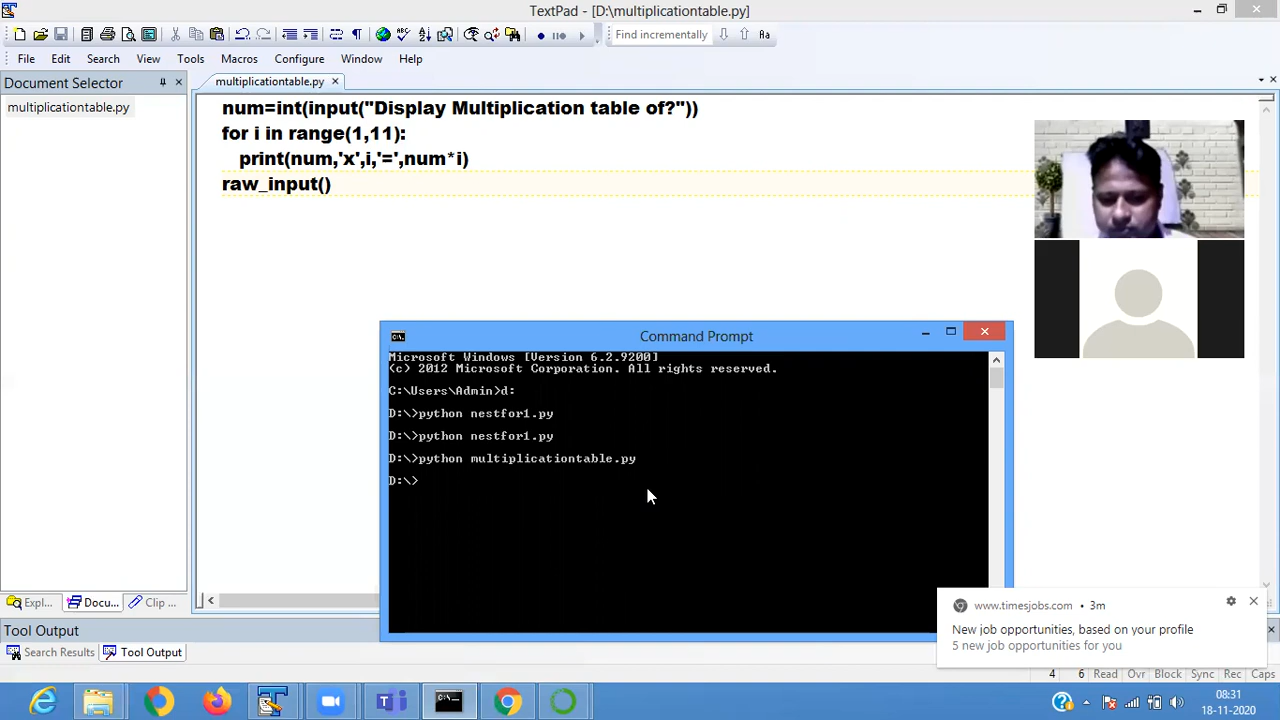 TextPad - [D:\multiplicationtable.py]
Find incrementally
File Edit Search View Tools Macros Configure Window Help
Document Selector
multiplicationtable.py
multiplicationtable.py
num=int(input("Display Multiplication table of?"))
for i in range(1,11):
print(num,'x',i,'=',num*i)
raw_input()
Command Prompt
Microsoft Windows [Version 6.2.9200]
(c) 2012 Microsoft Corporation. All rights reserved.
C:\Users\Admin>d:
D:\>python nestfor1.py
D:\>python nestfor1.py
D:\>python multiplicationtable.py
D:\>
www.timesjobs.com • 3m
New job opportunities, based on your profile
5 new job opportunities for you
Expl... Docu... Clip ...
Tool Output
Search Results Tool Output
4 6 Read Ovr Block Sync Rec Caps
08:31
18-11-2020